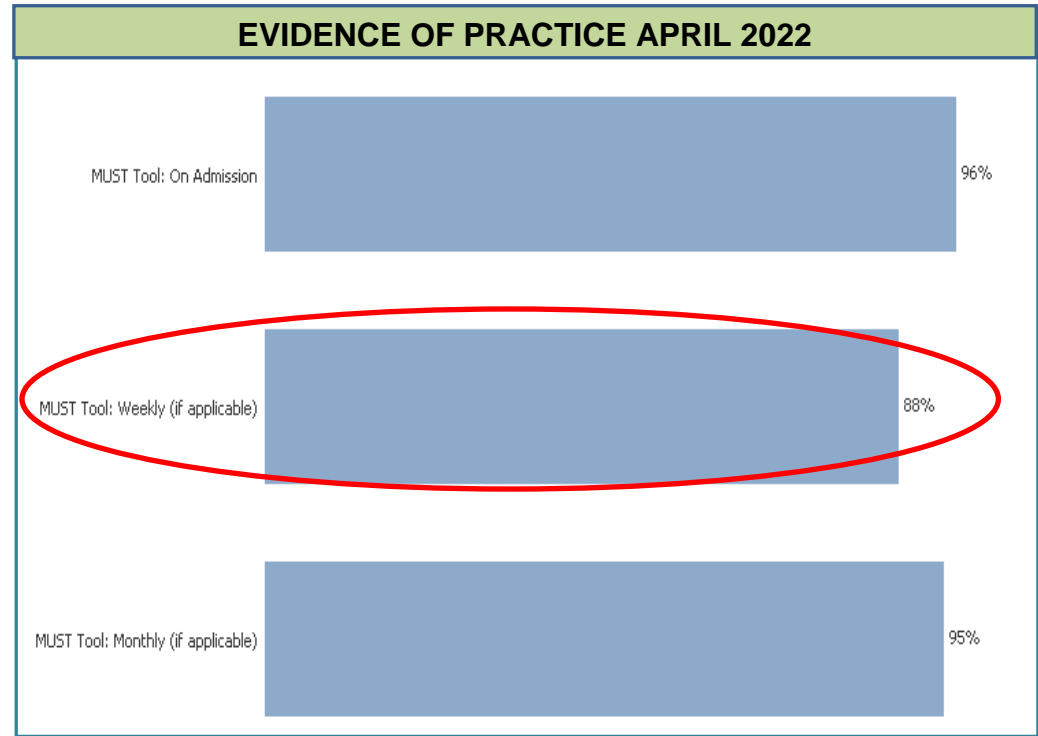 EVIDENCE OF PRACTICE APRIL 2022
MUST Tool: On Admission 96%
MUST Tool: Weekly (if applicable) 88%
MUST Tool: Monthly (if applicable) 95%